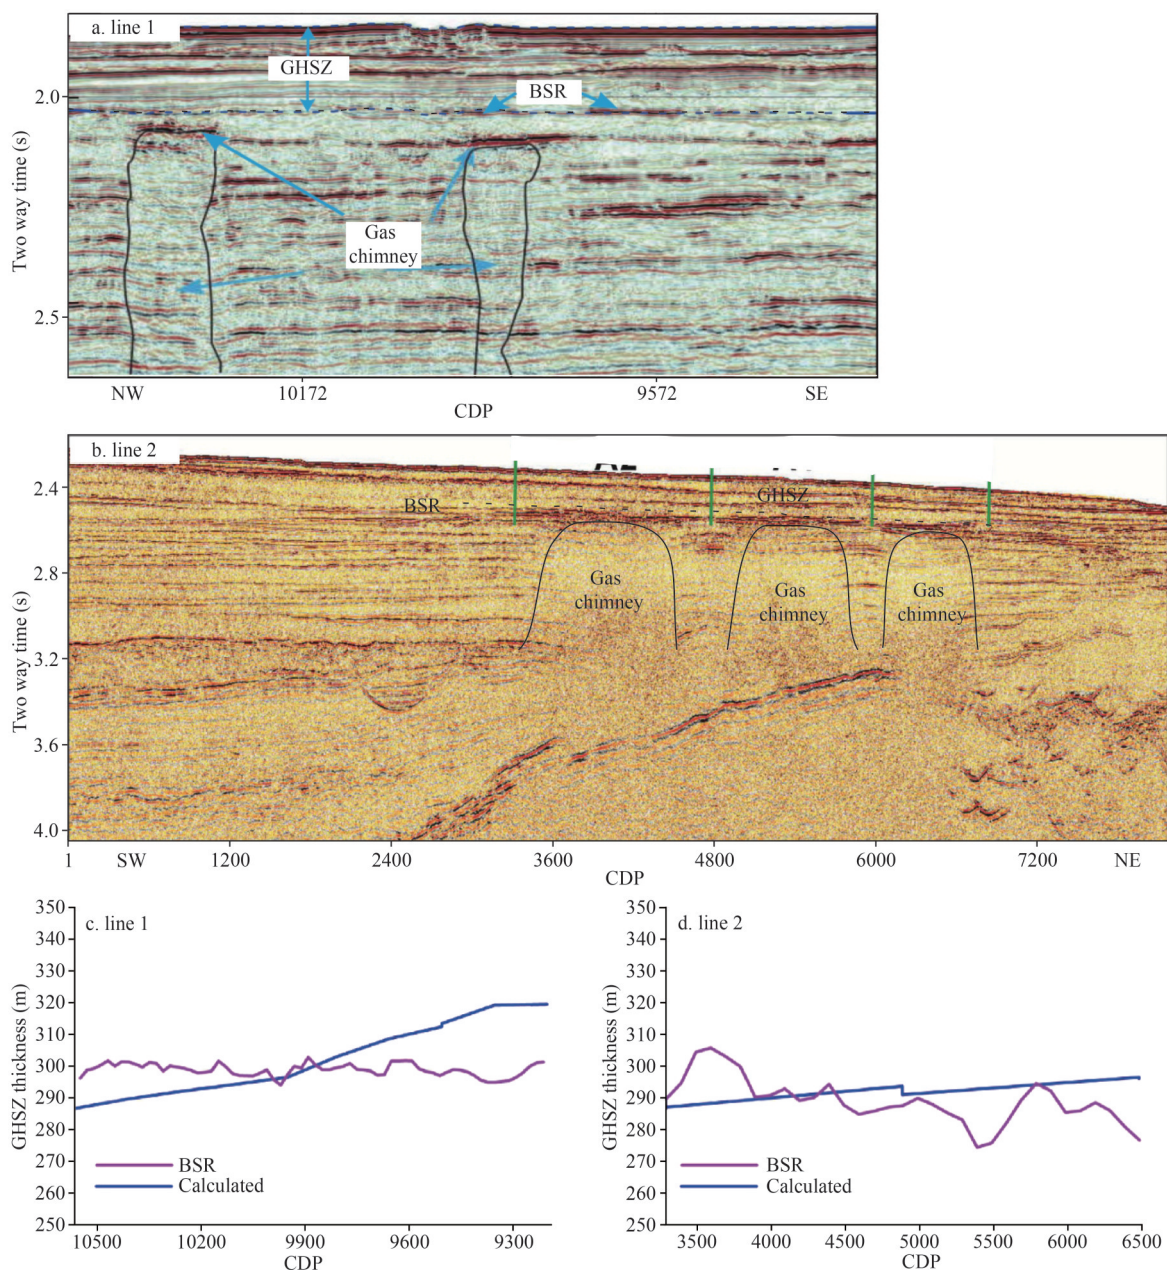 a. line 1
GHSZ
BSR
2.0
Two way time (s)
Gas
chimney
2.5
NW
10172
9572
SE
CDP
b. line 2
2.4
BSR
GHSZ
2.8
Gas
chimney
Gas
chimney
Gas
chimney
Two way time (s)
3.2
3.6
4.0
1
SW
1200
2400
3600
4800
6000
7200
NE
CDP
350
c. line 1
340
330
320
310
300
290
280
270
260
250
GHSZ thickness (m)
BSR
Calculated
10500
10200
9900
9600
9300
CDP
350
d. line 2
340
330
320
310
300
290
280
270
260
250
GHSZ thickness (m)
BSR
Calculated
3500
4000
4500
5000
5500
6000
6500
CDP